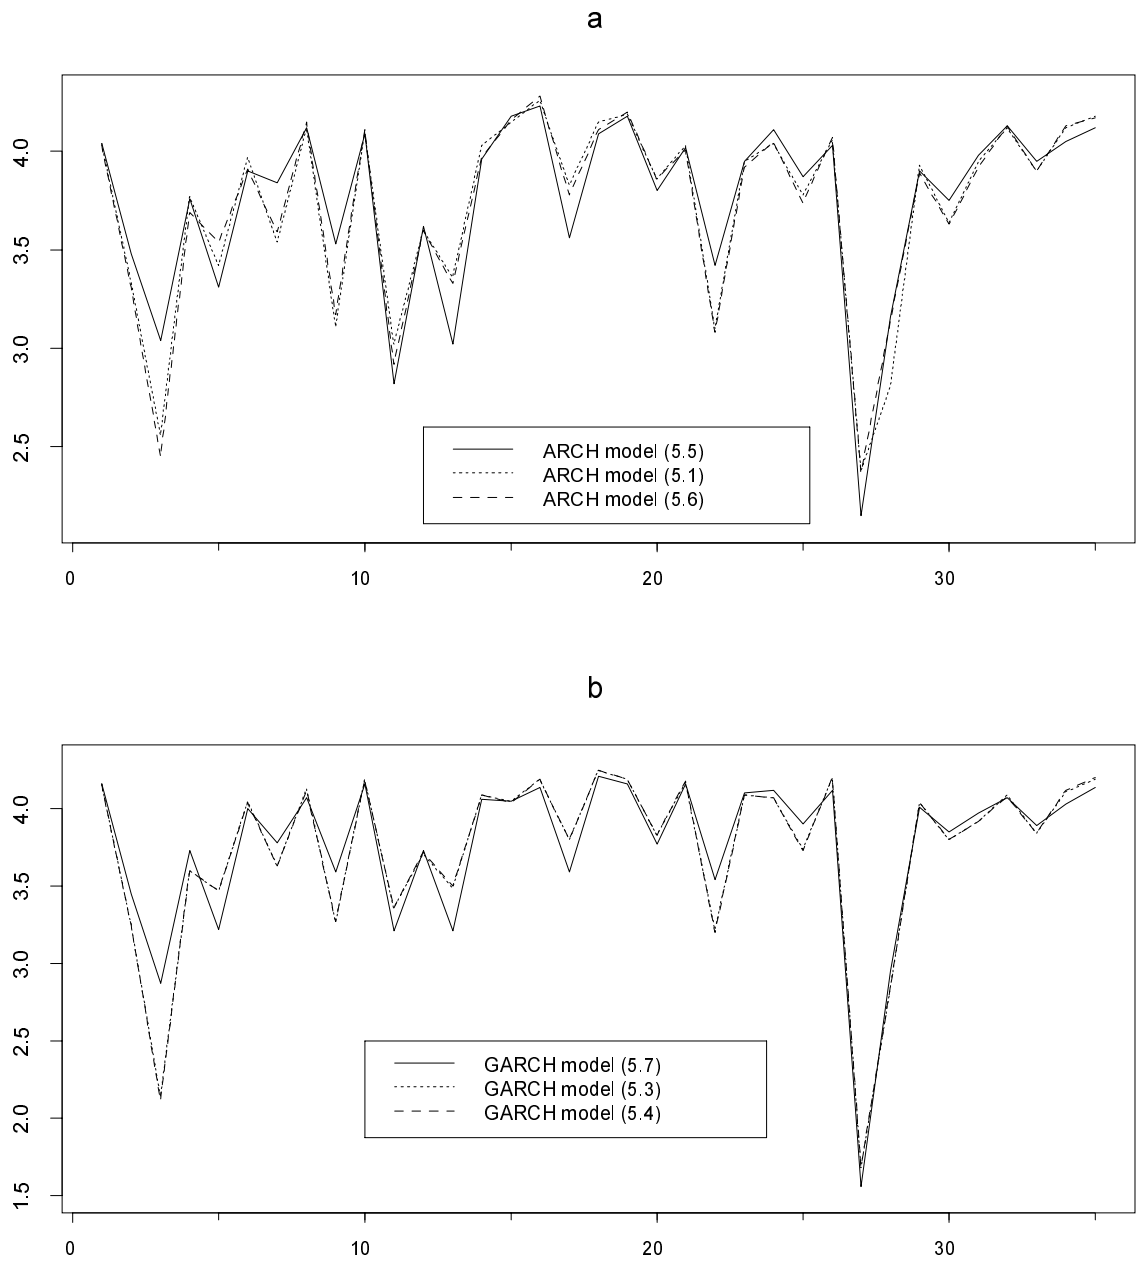 a
4.0
3.5
3.0
2.5
ARCH model (5.5)
ARCH model (5.1)
ARCH model (5.6)
0 10 20 30
b
4.0
3.5
3.0
2.5
2.0
1.5
GARCH model (5.7)
GARCH model (5.3)
GARCH model (5.4)
0 10 20 30